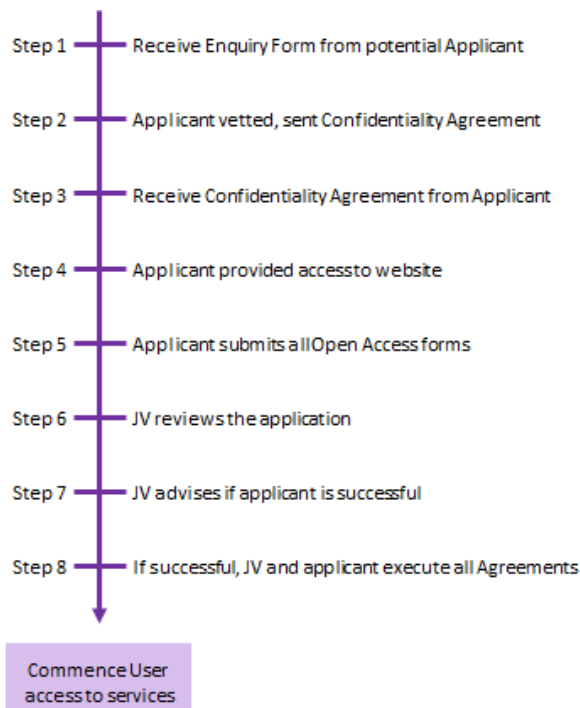 Step 1 Receive Enquiry Form from potential Applicant
Step 2 Applicant vetted, sent Confidentiality Agreement
Step 3 Receive Confidentiality Agreement from Applicant
Step 4 Applicant provided access to website
Step 5 Applicant submits all Open Access forms
Step 6 JV reviews the application
Step 7 JV advises if applicant is successful
Step 8 If successful, JV and applicant execute all Agreements
Commence User
access to services